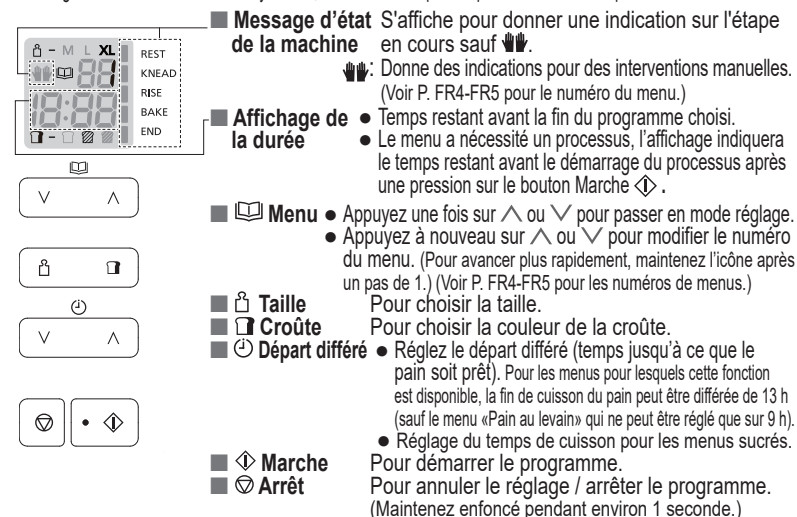 ■ Message d'état S'affiche pour donner une indication sur l'étape
de la machine en cours sauf .
: Donne des indications pour des interventions manuelles.
(Voir P. FR4-FR5 pour le numéro du menu.)
■ Affichage de la durée
● Temps restant avant la fin du programme choisi.
● Le menu a nécessité un processus, l'affichage indiquera
le temps restant avant le démarrage du processus après
une pression sur le bouton Marche .
■ Menu ● Appuyez une fois sur ∧ ou ∨ pour passer en mode réglage.
● Appuyez à nouveau sur ∧ ou ∨ pour modifier le numéro
du menu. (Pour avancer plus rapidement, maintenez l'icône après
un pas de 1.) (Voir P. FR4-FR5 pour les numéros de menus.)
■ Taille Pour choisir la taille.
■ Croûte Pour choisir la couleur de la croûte.
■ Départ différé ● Réglez le départ différé (temps jusqu'à ce que le
pain soit prêt). Pour les menus pour lesquels cette fonction
est disponible, la fin de cuisson du pain peut être différée de 13 h
(sauf le menu «Pain au levain» qui ne peut être réglé que sur 9 h).
● Réglage du temps de cuisson pour les menus sucrés.
■ Marche Pour démarrer le programme.
■ Arrêt Pour annuler le réglage / arrêter le programme.
(Maintenez enfoncé pendant environ 1 seconde.)
- M L XL
REST
KNEAD
RISE
BAKE
END